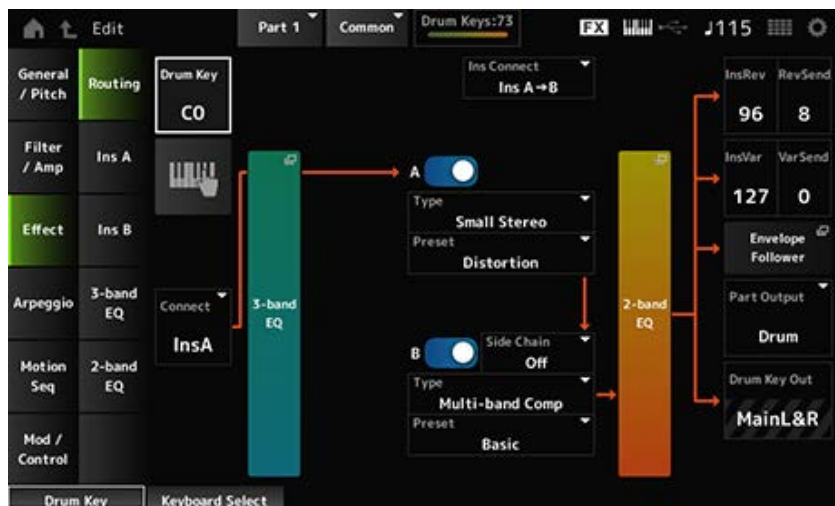 Edit
Part 1
Common
Drum Keys:73
FX
♩115
General / Pitch
Filter / Amp
Effect
Arpeggio
Motion Seq
Mod / Control
Routing
Ins A
Ins B
3-band EQ
2-band EQ
Drum Key
C0
Connect
InsA
3-band EQ
Ins Connect
Ins A→B
A
Type
Small Stereo
Preset
Distortion
B
Side Chain
Off
Type
Multi-band Comp
Preset
Basic
2-band EQ
InsRev RevSend
96 8
InsVar VarSend
127 0
Envelope Follower
Part Output
Drum
Drum Key Out
MainL&R
Drum Key
Keyboard Select